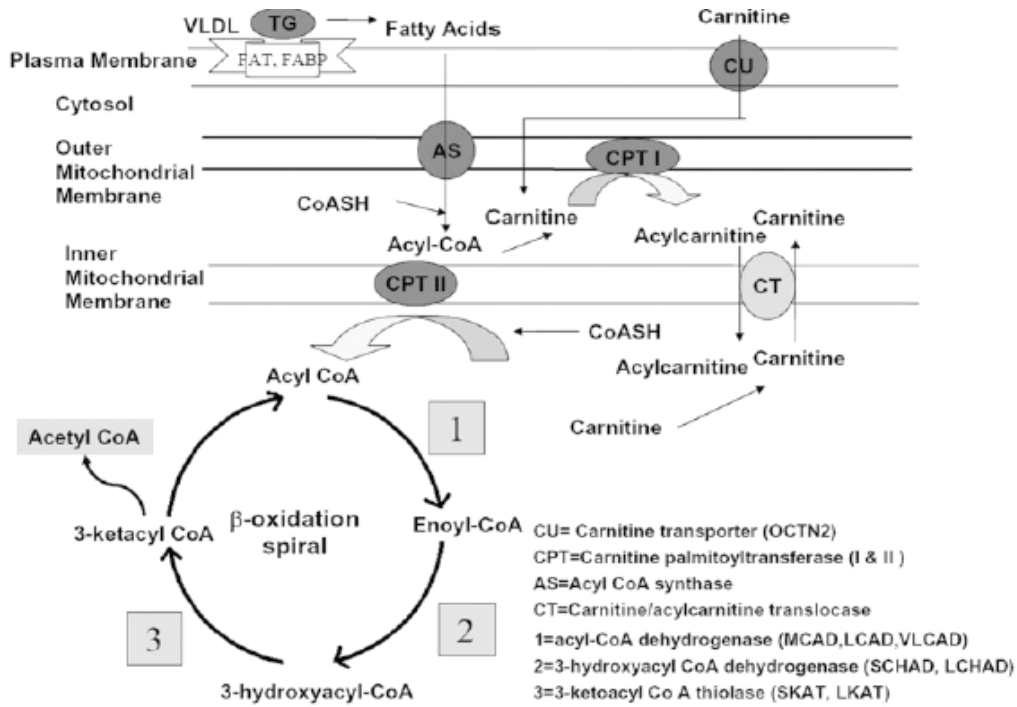 VLDL
TG
Fatty Acids
Carnitine
Plasma Membrane
FAT, FABP
CU
Cytosol
Outer
Mitochondrial
Membrane
AS
CPT I
CoASH
Carnitine
Carnitine
Acyl-CoA
Acylcarnitine
Inner
Mitochondrial
Membrane
CPT II
CT
CoASH
Acyl CoA
Acylcarnitine
Carnitine
Carnitine
1
Acetyl CoA
3-ketacyl CoA
β-oxidation
spiral
Enoyl-CoA
3
2
3-hydroxyacyl-CoA
CU= Carnitine transporter (OCTN2)
CPT=Carnitine palmitoyltransferase (I & II )
AS=Acyl CoA synthase
CT=Carnitine/acylcarnitine translocase
1=acyl-CoA dehydrogenase (MCAD,LCAD,VLCAD)
2=3-hydroxyacyl CoA dehydrogenase (SCHAD, LCHAD)
3=3-ketoacyl Co A thiolase (SKAT, LKAT)